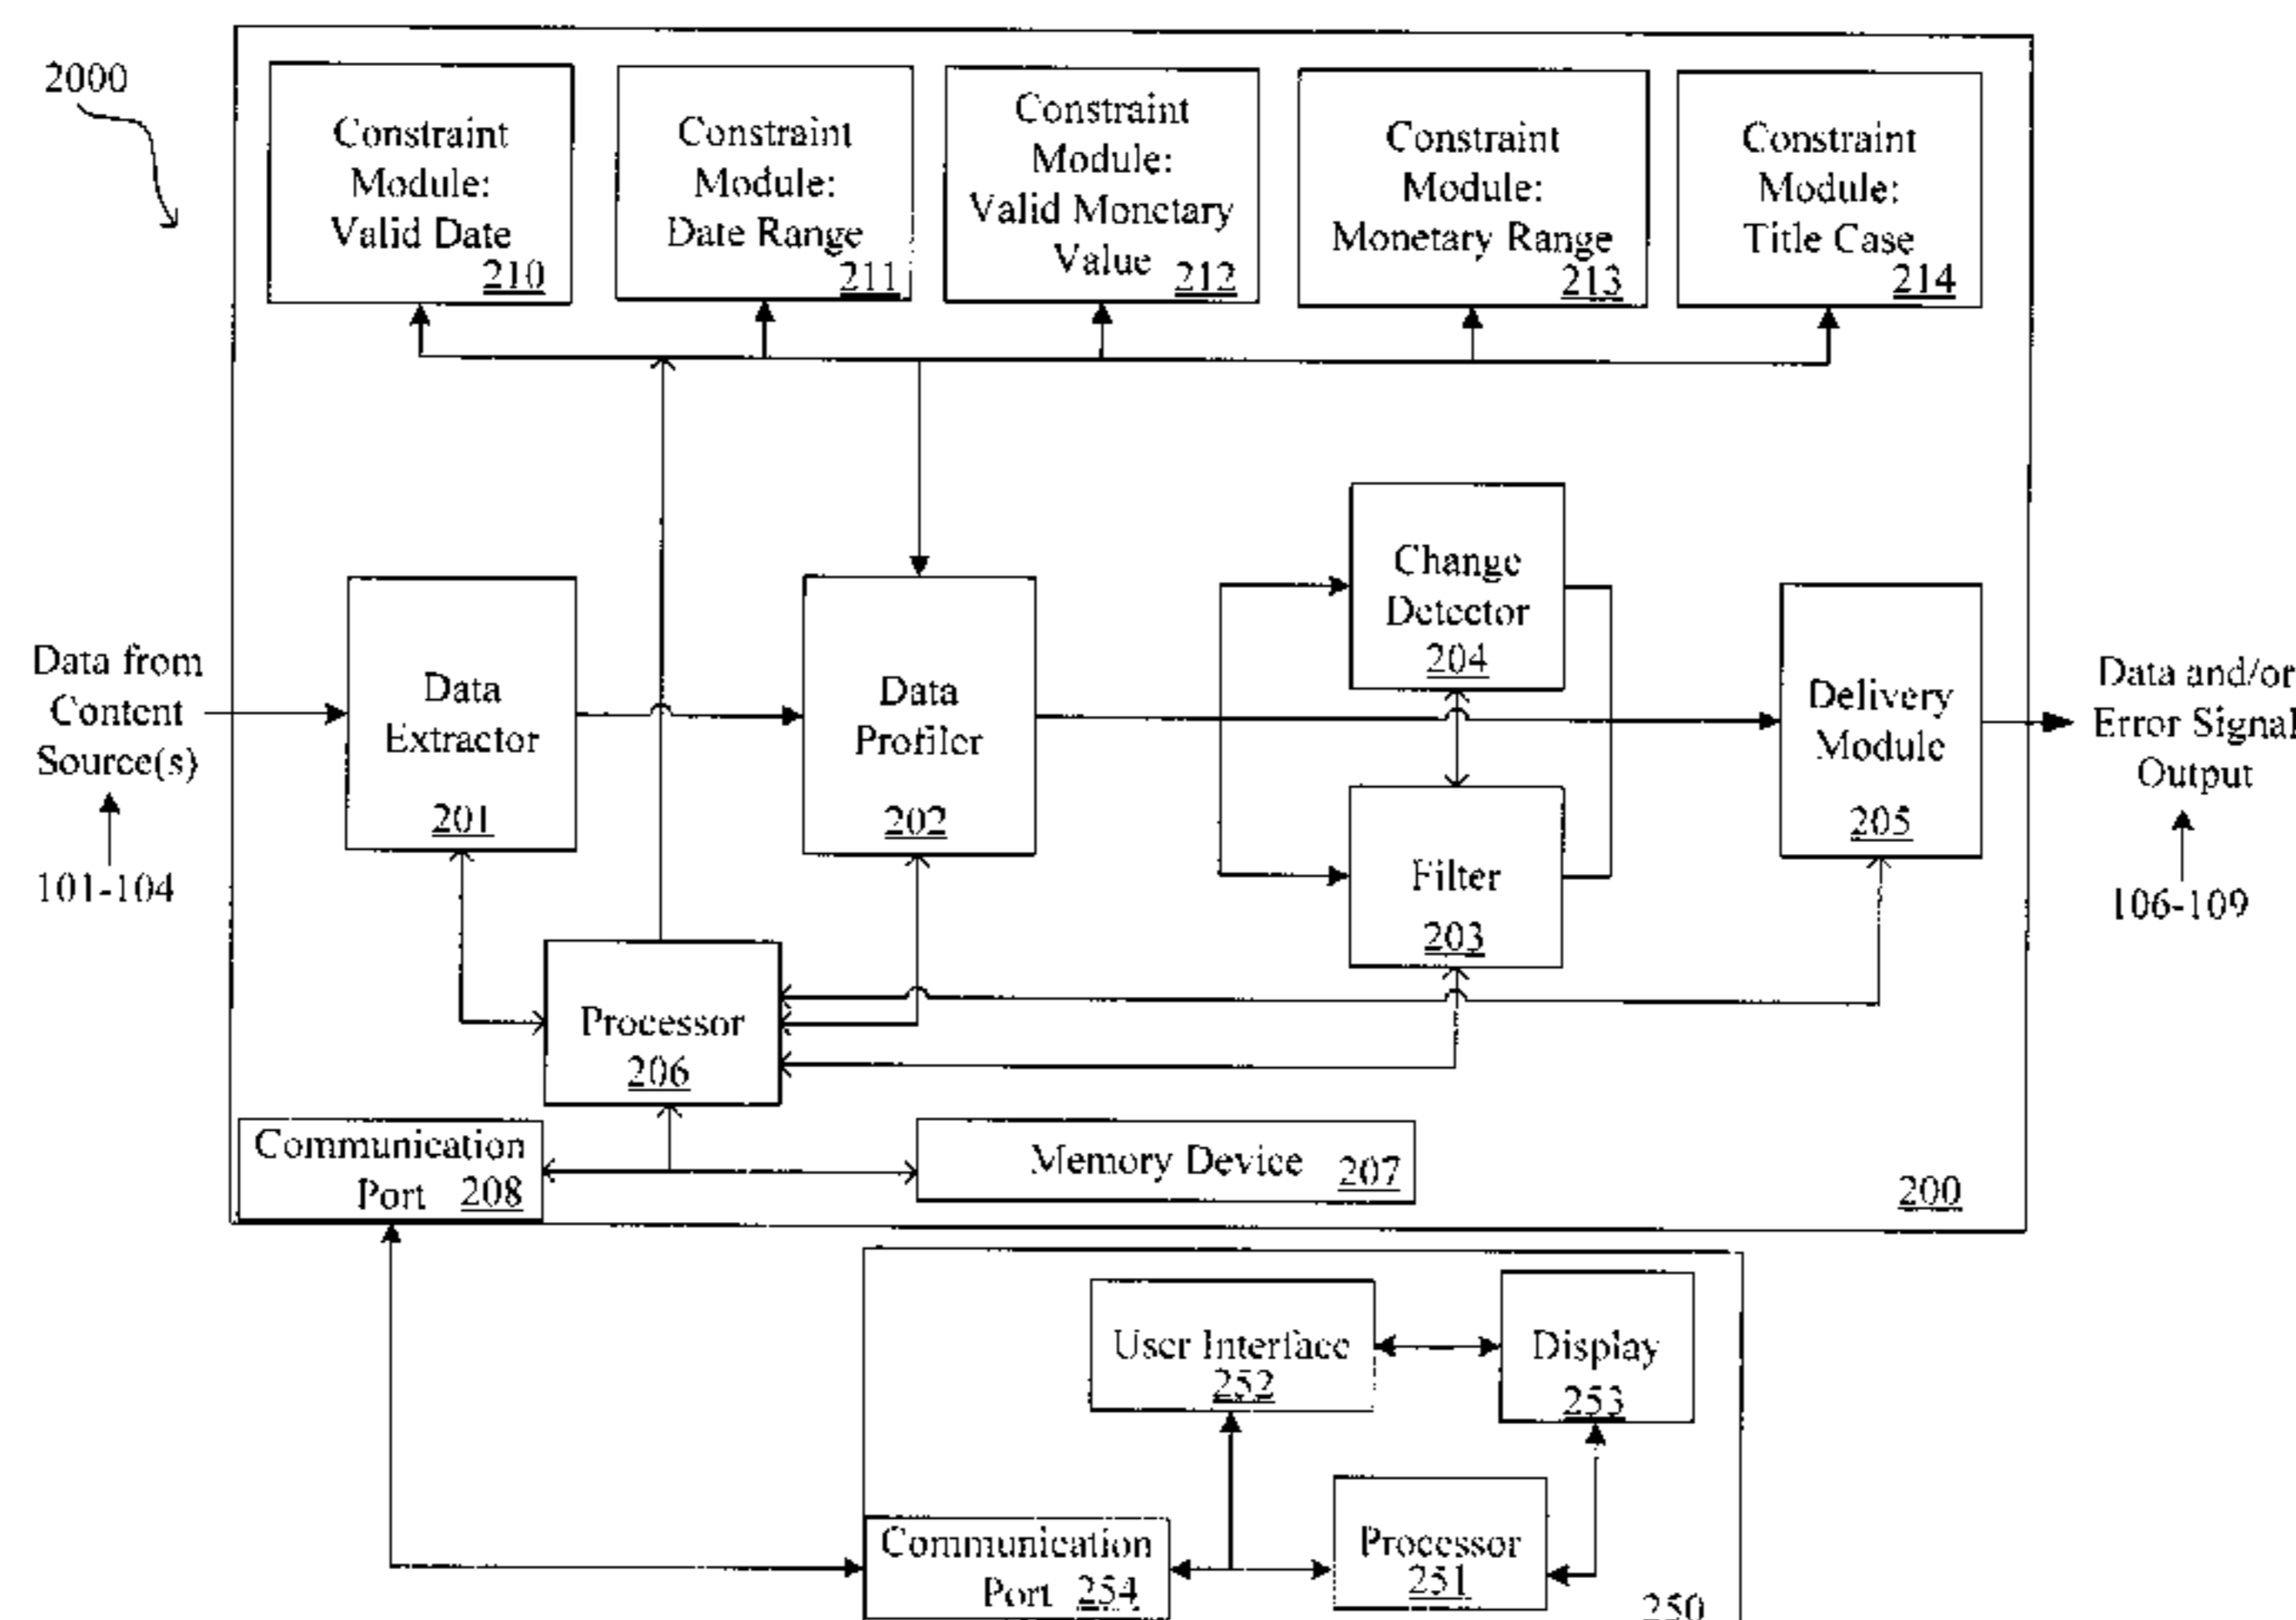 2000
Constraint
Module:
Valid Date
210
Constraint
Module:
Date Range
211
Constraint
Module:
Valid Monetary
Value 212
Constraint
Module:
Monetary Range
213
Constraint
Module:
Title Case
214
Data from
Content
Source(s)
101-104
Data
Extractor
201
Data
Profiler
202
Change
Detector
204
Filter
203
Delivery
Module
205
Data and/or
Error Signal
Output
106-109
Processor
206
Communication
Port 208
Memory Device 207
200
User Interface
252
Display
253
Communication
Port 254
Processor
251
250